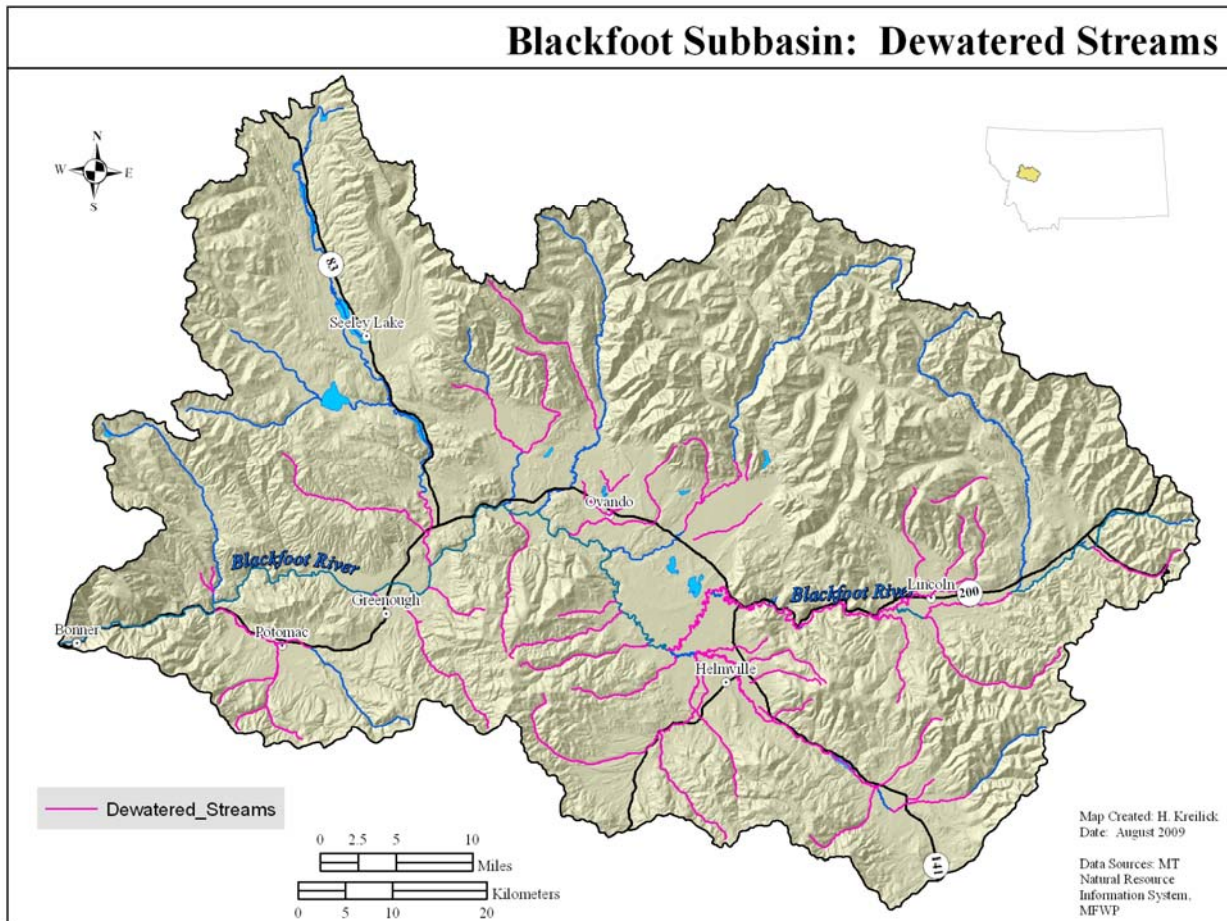 Blackfoot Subbasin: Dewatered Streams
N
W E
S
83
Seeley Lake
Ovando
Blackfoot River
Blackfoot River
Lincoln
200
Greenough
Bonner
Potomac
Helmville
141
Dewatered_Streams
0 2.5 5 10
Miles
Kilometers
0 5 10 20
Map Created: H. Kreilick
Date: August 2009
Data Sources: MT
Natural Resource
Information System,
MFWP